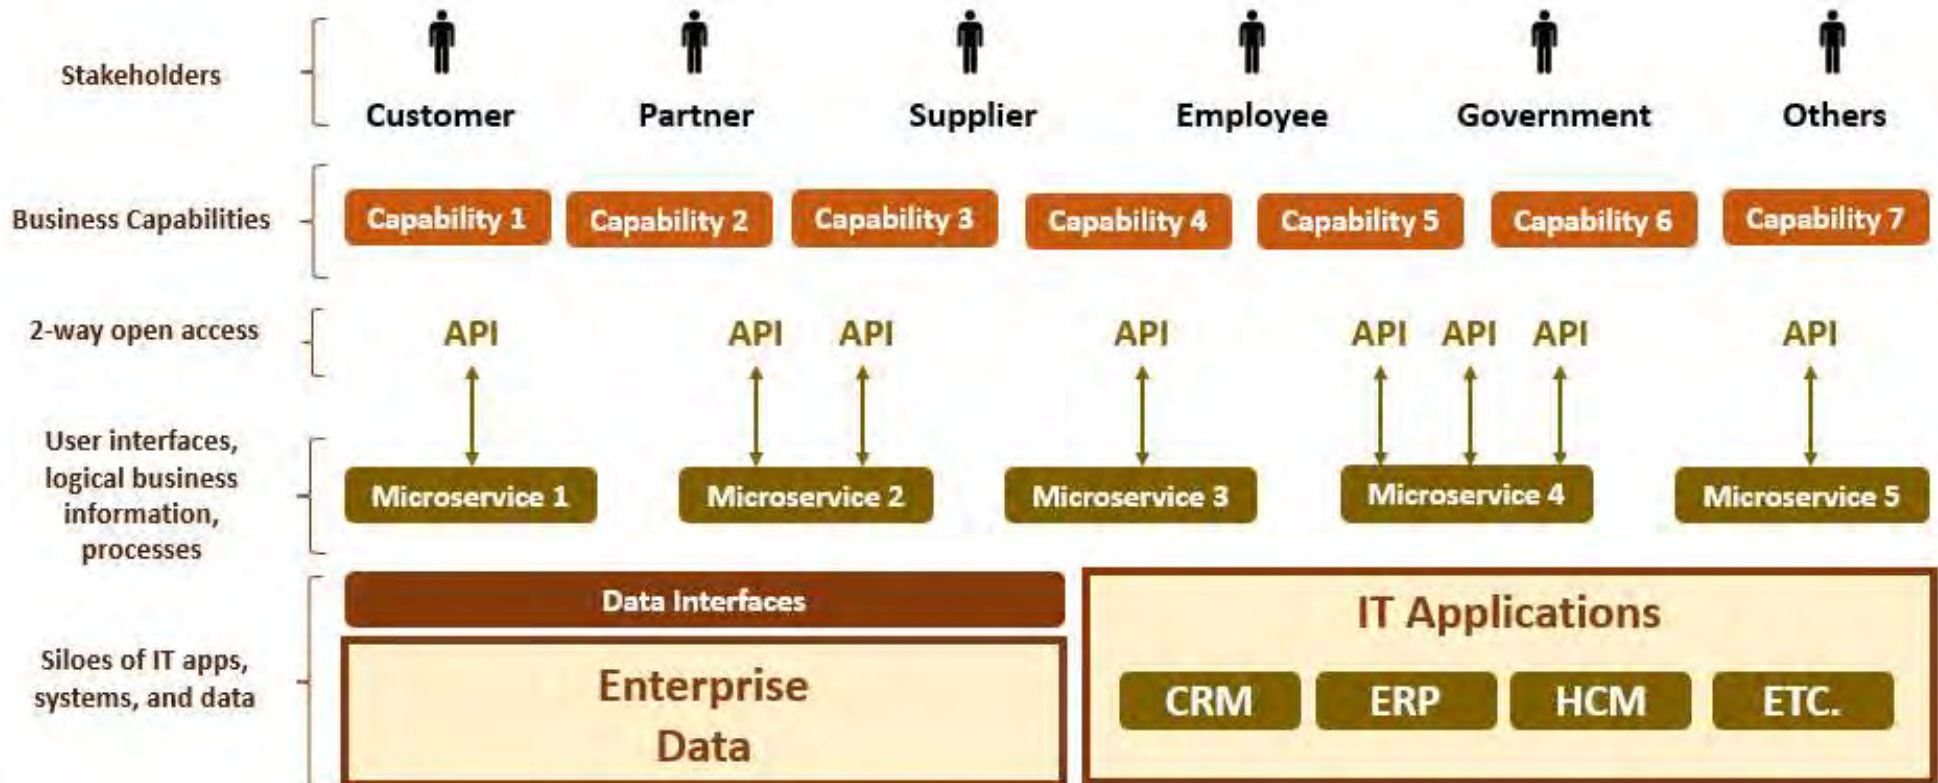 Stakeholders
Customer
Partner
Supplier
Employee
Government
Others
Business Capabilities
Capability 1
Capability 2
Capability 3
Capability 4
Capability 5
Capability 6
Capability 7
2-way open access
API
API
API
API
API
API
API
API
User interfaces,
logical business
information,
processes
Microservice 1
Microservice 2
Microservice 3
Microservice 4
Microservice 5
Siloes of IT apps,
systems, and data
Data Interfaces
Enterprise
Data
IT Applications
CRM
ERP
HCM
ETC.